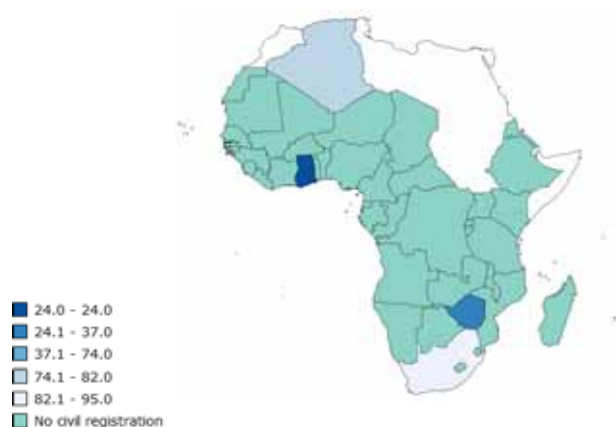 24.0 - 24.0
24.1 - 37.0
37.1 - 74.0
74.1 - 82.0
82.1 - 95.0
No civil registration